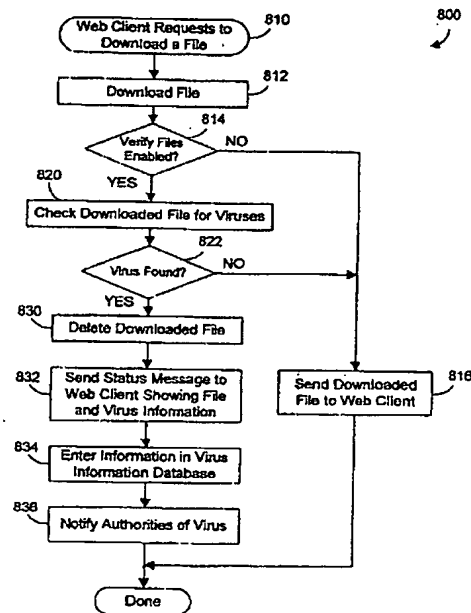 800
Web Client Requests to
Download a File
810
Download File
812
814
Verify Files
Enabled?
NO
YES
820
Check Downloaded File for Viruses
822
Virus Found?
NO
YES
830
Delete Downloaded File
832
Send Status Message to
Web Client Showing File
and Virus Information
Send Downloaded
File to Web Client
816
834
Enter Information in Virus
Information Database
836
Notify Authorities of Virus
Done